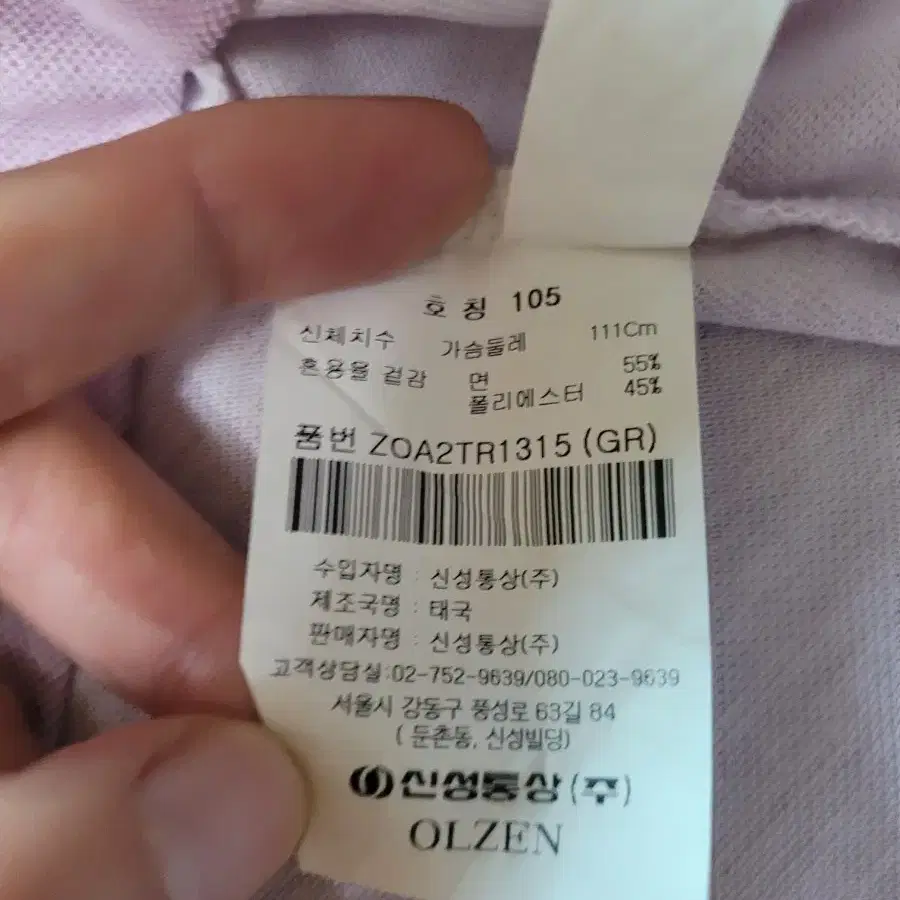 호칭 105
신체치수 가슴둘레 111Cm
혼용율 겉감 면 55%
폴리에스터 45%
품번 ZOA2TR1315 (GR)
수입자명 : 신성통상(주)
제조국명 : 태국
판매자명 : 신성통상(주)
고객상담실:02-752-9639/080-023-9639
서울시 강동구 풍성로 63길 84
( 둔촌동, 신성빌딩)
신성통상(주)
OLZEN